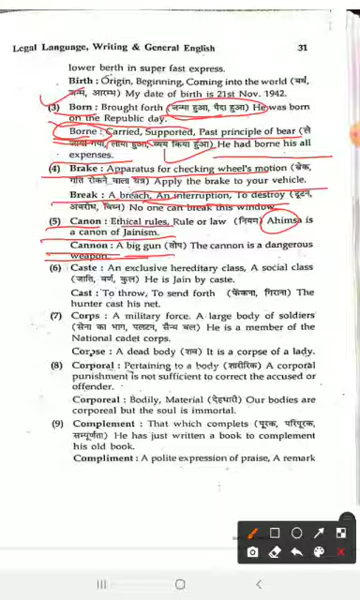 Legal Language, Writing & General English 31
lower berth in super fast express.
Birth : Origin, Beginning, Coming into the world (वर्थ,
जन्म, आरम्भ) My date of birth is 21st Nov. 1942.
(3) Born : Brought forth (जन्मा हुआ, पैदा हुआ) He was born
on the Republic day.
Borne : Carried, Supported, Past principle of bear (ले
जाया गया, लाया हुआ, व्यय किया हुआ) He had borne his all
expenses.
(4) Brake : Apparatus for checking wheel's motion (ब्रेक,
गति रोकने वाला यंत्र) Apply the brake to your vehicle.
Break : A breach, An interruption, To destroy (टूटन,
अवरोध, विघ्न) No one can break this window.
(5) Canon : Ethical rules, Rule or law (नियम) Ahimsa is
a canon of Jainism.
Cannon : A big gun (तोप) The cannon is a dangerous
weapon.
(6) Caste : An exclusive hereditary class, A social class
(जाति, वर्ण, कुल) He is Jain by caste.
Cast : To throw, To send forth (फेंकना, गिराना) The
hunter cast his net.
(7) Corps : A military force. A large body of soldiers
(सेना का भाग, पलटन, सैन्य बल) He is a member of the
National cadet corps.
Corpse : A dead body (शव) It is a corpse of a lady.
(8) Corporal : Pertaining to a body (शारीरिक) A corporal
punishment is not sufficient to correct the accused or
offender.
Corporeal : Bodily, Material (देहधारी) Our bodies are
corporeal but the soul is immortal.
(9) Complement : That which completes (पूरक, परिपूरक,
सम्पूर्णता) He has just written a book to complement
his old book.
Compliment : A polite expression of praise, A remark